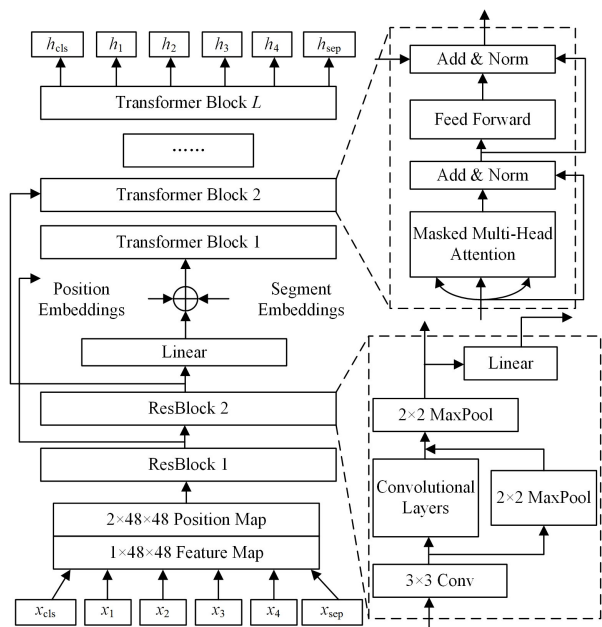 h_cls h_1 h_2 h_3 h_4 h_sep
Transformer Block L
......
Transformer Block 2
Transformer Block 1
Position
Embeddings
Segment
Embeddings
Linear
ResBlock 2
ResBlock 1
2×48×48 Position Map
1×48×48 Feature Map
x_cls x_1 x_2 x_3 x_4 x_sep
Add & Norm
Feed Forward
Add & Norm
Masked Multi-Head
Attention
Linear
2×2 MaxPool
Convolutional
Layers
2×2 MaxPool
3×3 Conv